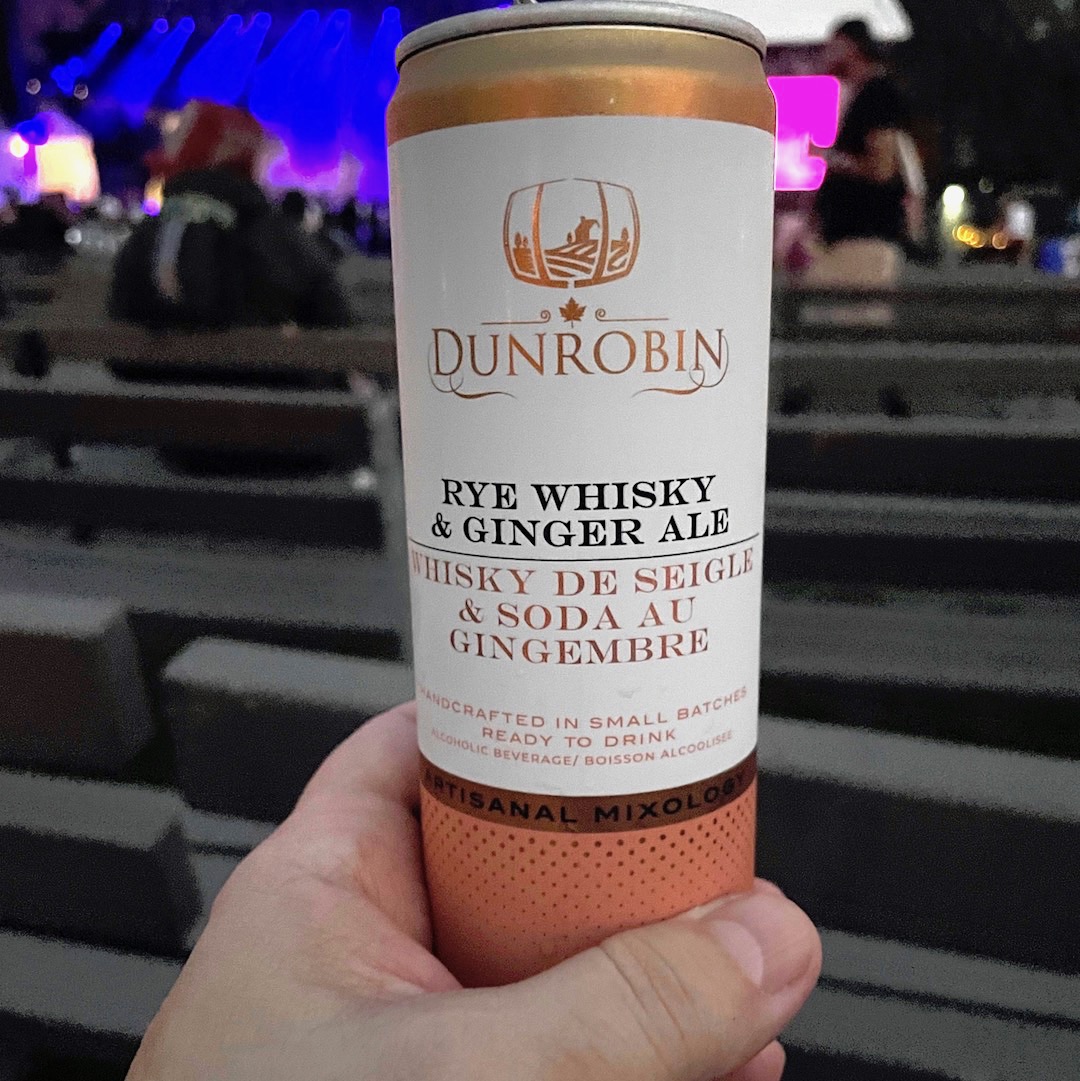 DUNROBIN
RYE WHISKY
& GINGER ALE
WHISKY DE SEIGLE
& SODA AU
GINGEMBRE
HANDCRAFTED IN SMALL BATCHES
READY TO DRINK
ALCOHOLIC BEVERAGE/ BOISSON ALCOOLISÉE
ARTISANAL MIXOLOGY